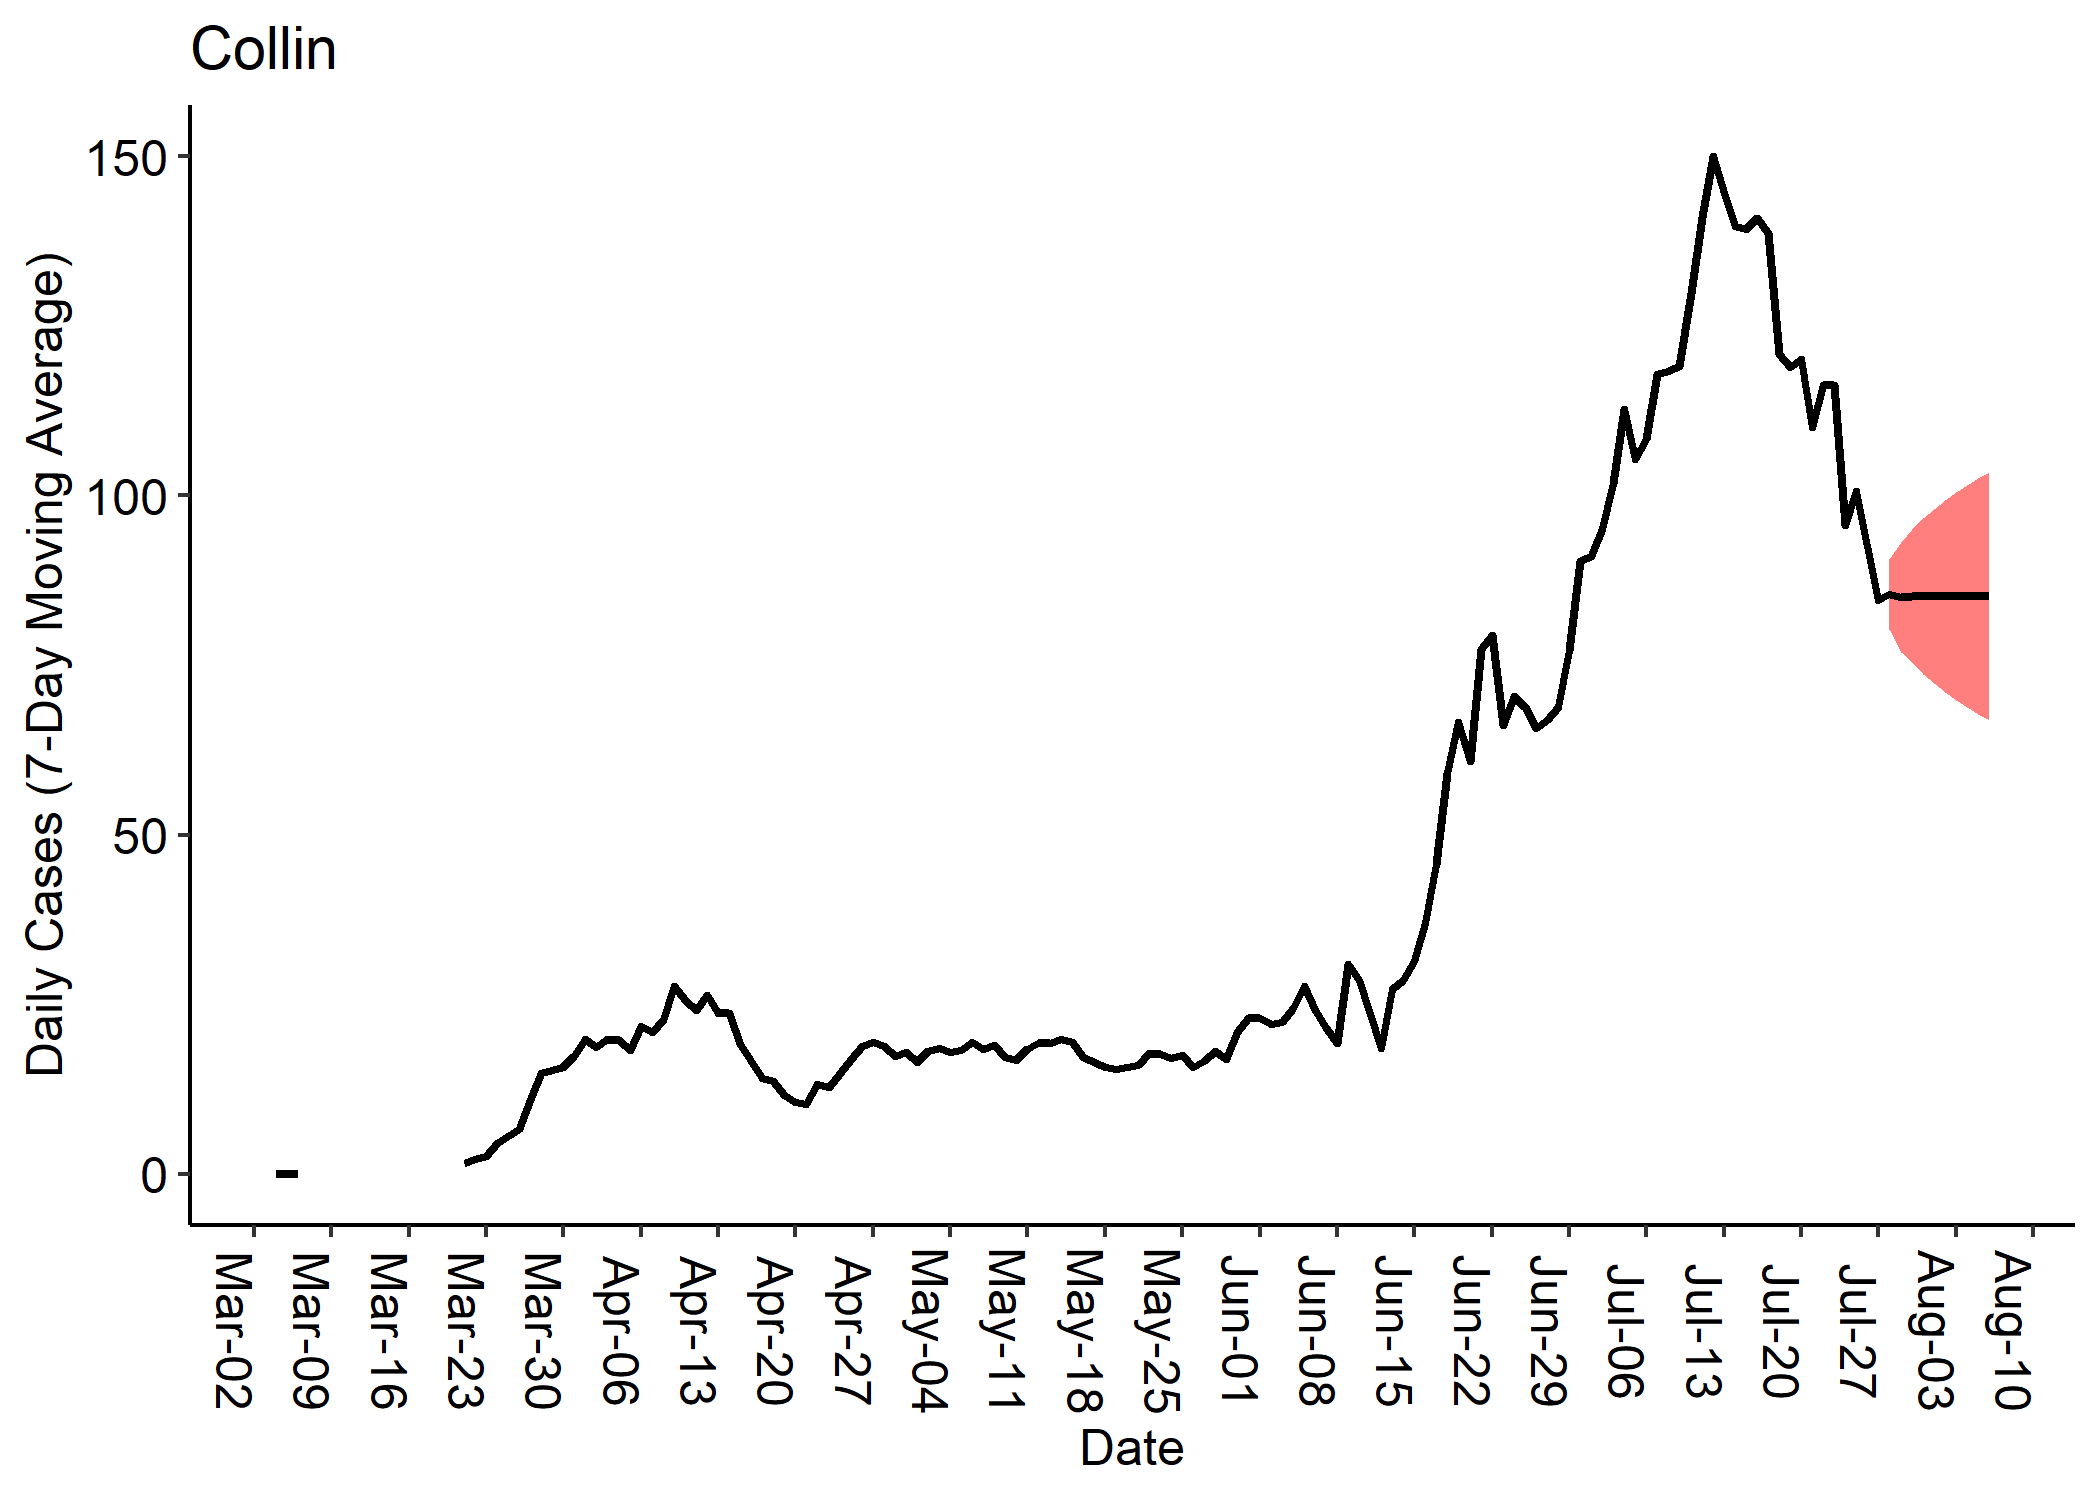 Collin
Daily Cases (7-Day Moving Average)
150
100
50
0
Mar-02
Mar-09
Mar-16
Mar-23
Mar-30
Apr-06
Apr-13
Apr-20
Apr-27
May-04
May-11
May-18
May-25
Jun-01
Jun-08
Jun-15
Jun-22
Jun-29
Jul-06
Jul-13
Jul-20
Jul-27
Aug-03
Aug-10
Date